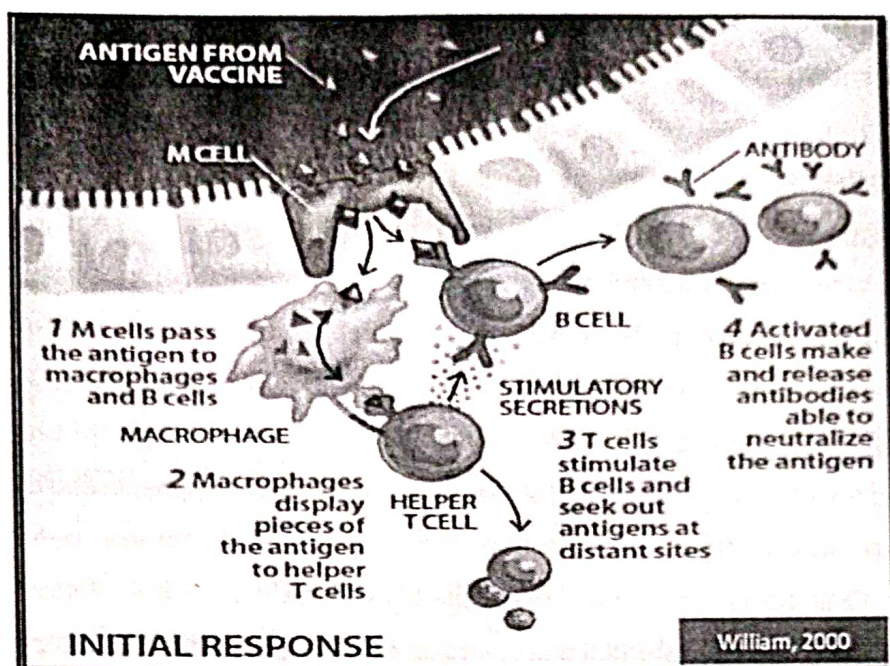 ANTIGEN FROM
VACCINE
M CELL
ANTIBODY
1 M cells pass
the antigen to
macrophages
and B cells
MACROPHAGE
2 Macrophages
display
pieces of
the antigen
to helper
T cells
HELPER
T CELL
B CELL
STIMULATORY
SECRETIONS
3 T cells
stimulate
B cells and
seek out
antigens at
distant sites
4 Activated
B cells make
and release
antibodies
able to
neutralize
the antigen
INITIAL RESPONSE
William, 2000